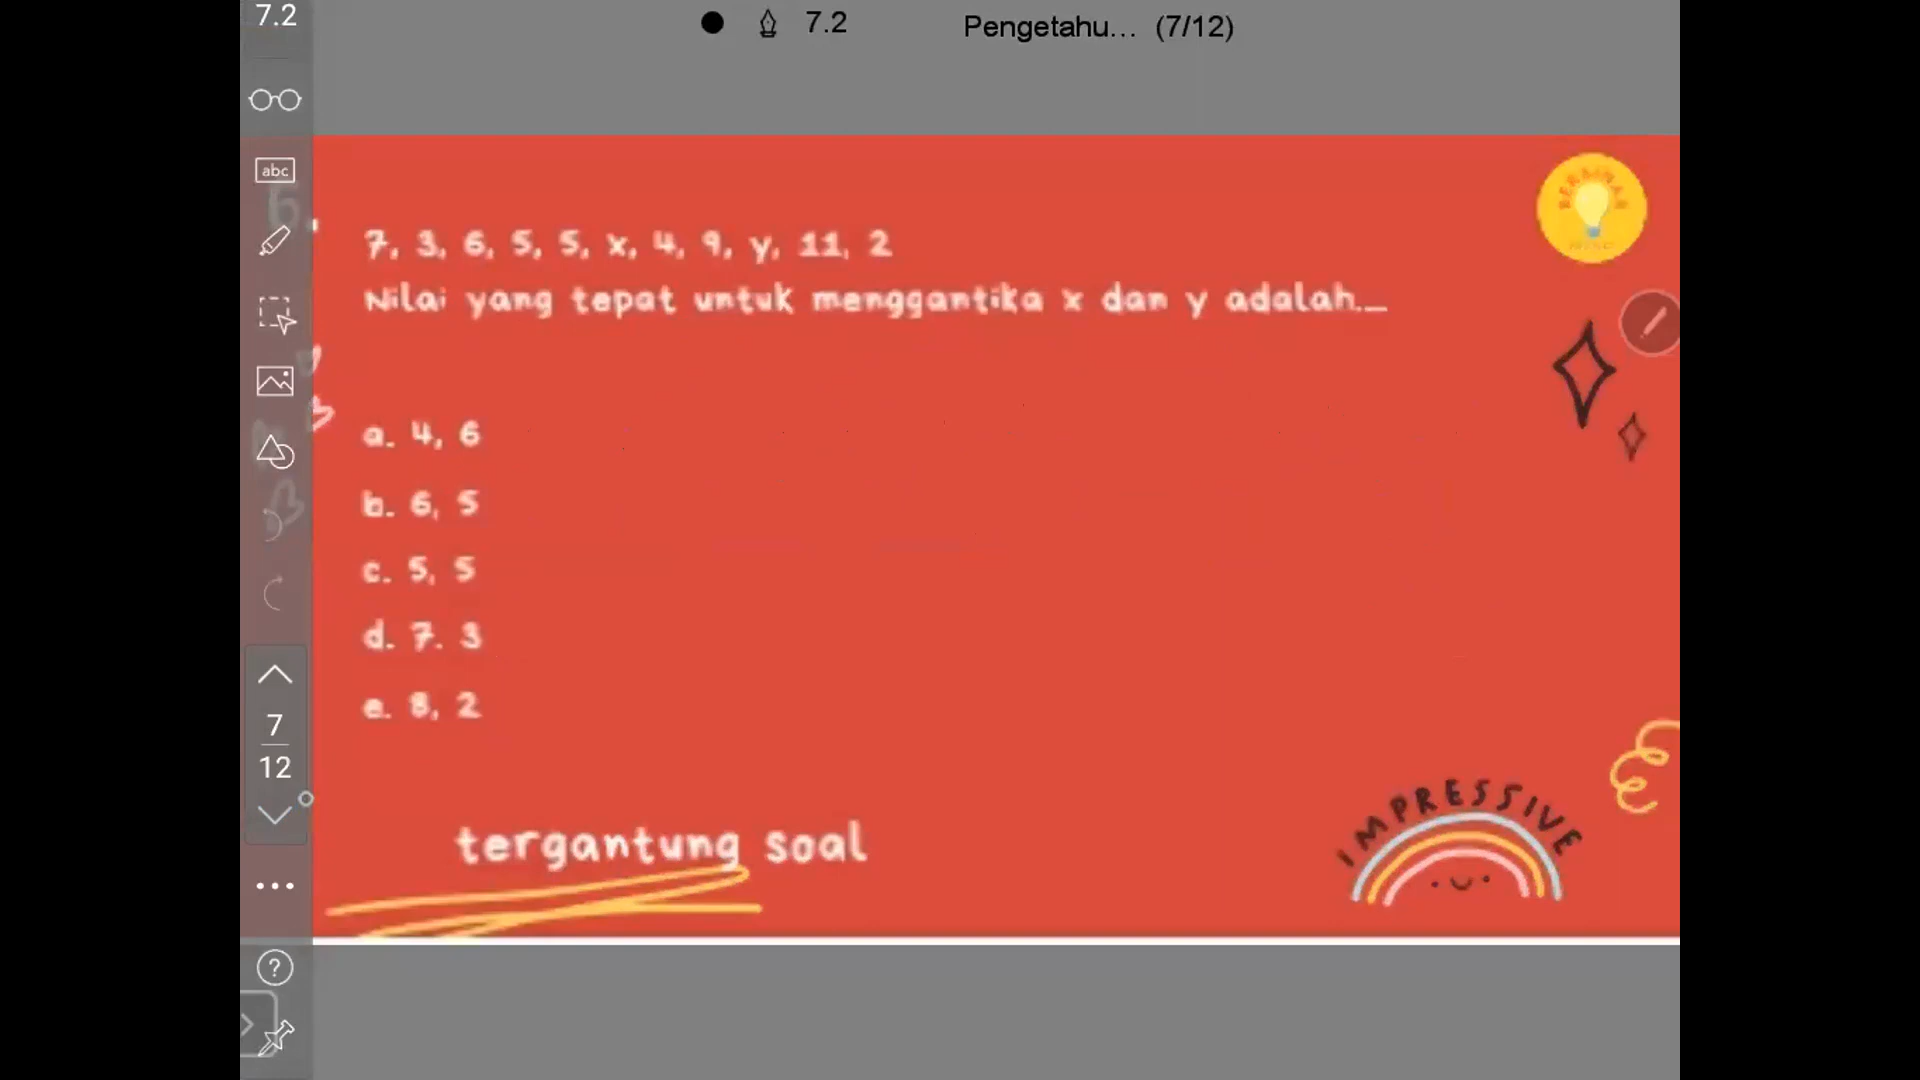 7.2
7.2 Pengetahu... (7/12)
abc
7, 3, 6, 5, 5, x, 4, 9, y, 11, 2
Nilai yang tepat untuk menggantika x dan y adalah...
a. 4, 6
b. 6, 5
c. 5, 5
d. 7. 3
e. 8, 2
7
12
tergantung soal
IMPRESSIVE
?